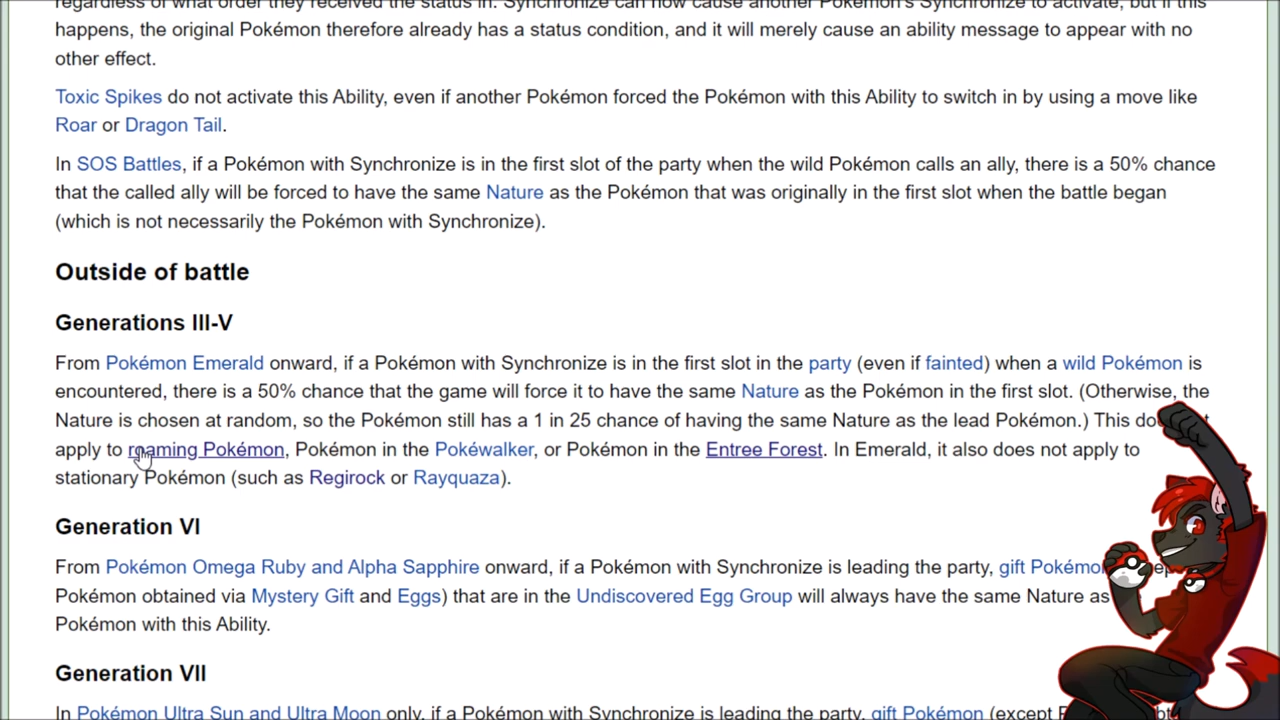 regardless of what order they received the status in. Synchronize can now cause another Pokémon's Synchronize to activate, but if this
happens, the original Pokémon therefore already has a status condition, and it will merely cause an ability message to appear with no
other effect.
Toxic Spikes do not activate this Ability, even if another Pokémon forced the Pokémon with this Ability to switch in by using a move like
Roar or Dragon Tail.
In SOS Battles, if a Pokémon with Synchronize is in the first slot of the party when the wild Pokémon calls an ally, there is a 50% chance
that the called ally will be forced to have the same Nature as the Pokémon that was originally in the first slot when the battle began
(which is not necessarily the Pokémon with Synchronize).
Outside of battle
Generations III-V
From Pokémon Emerald onward, if a Pokémon with Synchronize is in the first slot in the party (even if fainted) when a wild Pokémon is
encountered, there is a 50% chance that the game will force it to have the same Nature as the Pokémon in the first slot. (Otherwise, the
Nature is chosen at random, so the Pokémon still has a 1 in 25 chance of having the same Nature as the lead Pokémon.) This
apply to roaming Pokémon, Pokémon in the Pokéwalker, or Pokémon in the Entree Forest. In Emerald, it also does not apply to
stationary Pokémon (such as Regirock or Rayquaza).
Generation VI
From Pokémon Omega Ruby and Alpha Sapphire onward, if a Pokémon with Synchronize is leading the party, gift Pokémon
Pokémon obtained via Mystery Gift and Eggs) that are in the Undiscovered Egg Group will always have the same Nature as
Pokémon with this Ability.
Generation VII
In Pokémon Ultra Sun and Ultra Moon only, if a Pokémon with Synchronize is leading the party, gift Pokémon (except